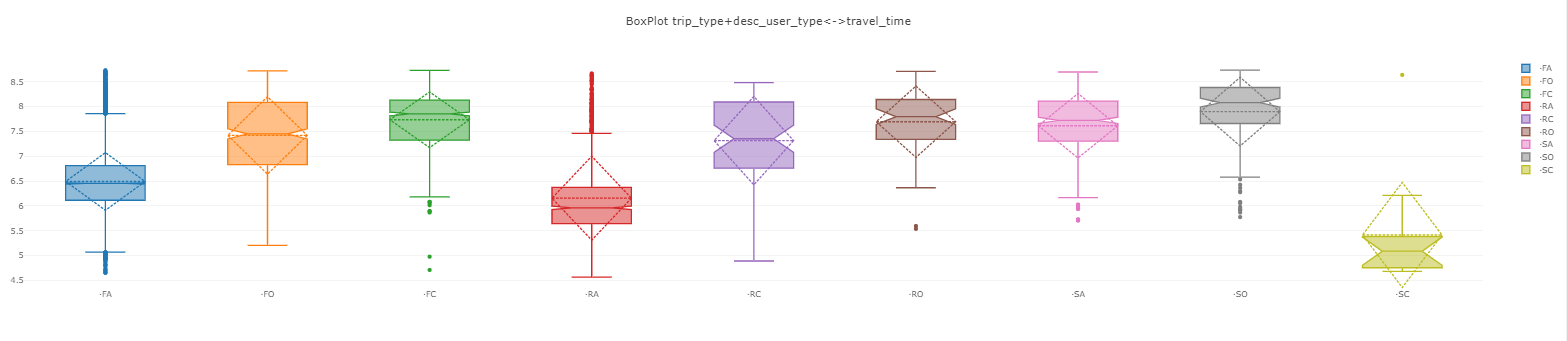 BoxPlot trip_type+desc_user_type<->travel_time
8.5
8
7.5
7
6.5
6
5.5
5
4.5
-FA
-FO
-FC
-RA
-RC
-RO
-SA
-SO
-SC
-FA
-FO
-FC
-RA
-RC
-RO
-SA
-SO
-SC